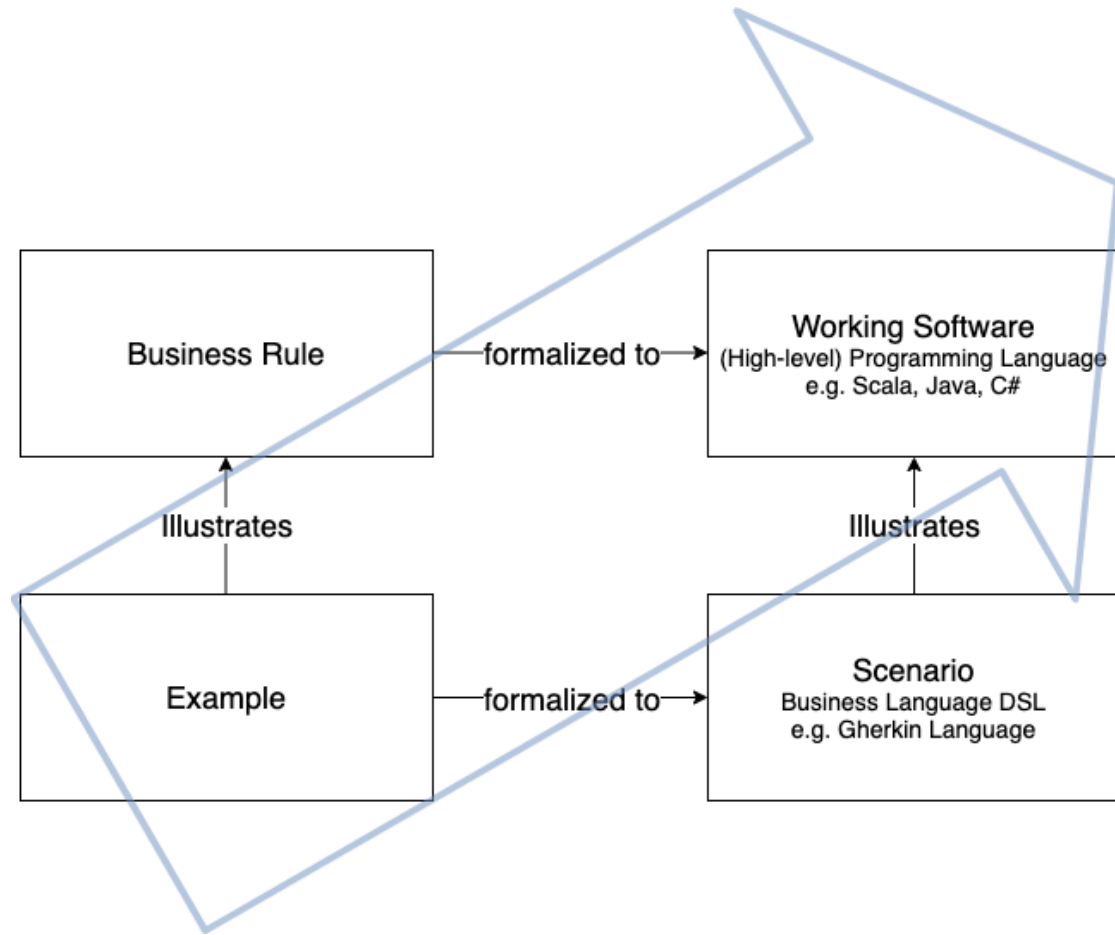 Business Rule
formalized to
Working Software
(High-level) Programming Language
e.g. Scala, Java, C#
Illustrates
Illustrates
Example
formalized to
Scenario
Business Language DSL
e.g. Gherkin Language